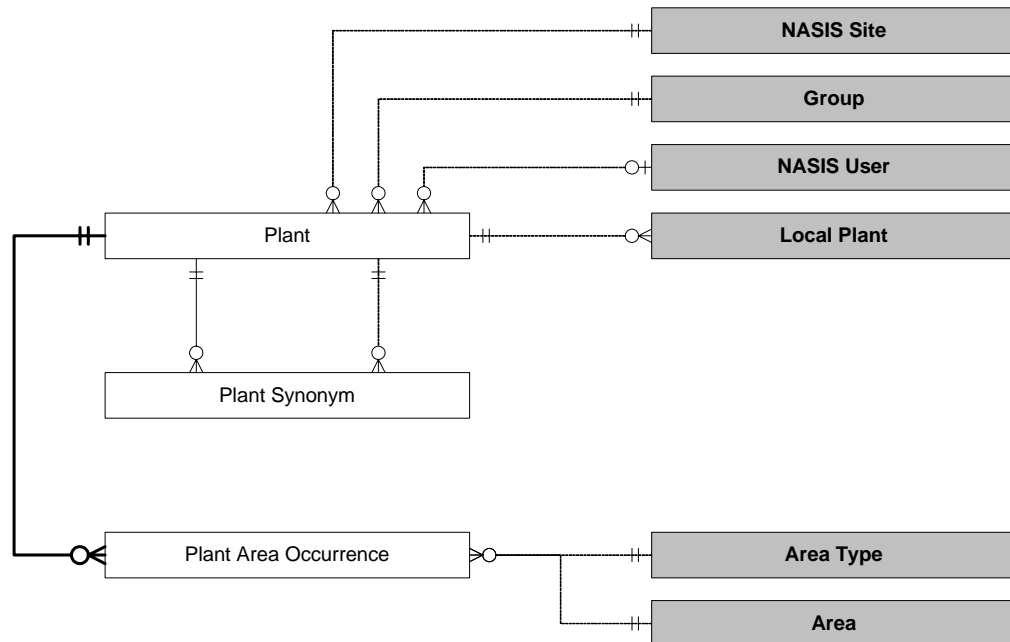 NASIS Site
Group
NASIS User
Plant
Local Plant
Plant Synonym
Plant Area Occurrence
Area Type
Area